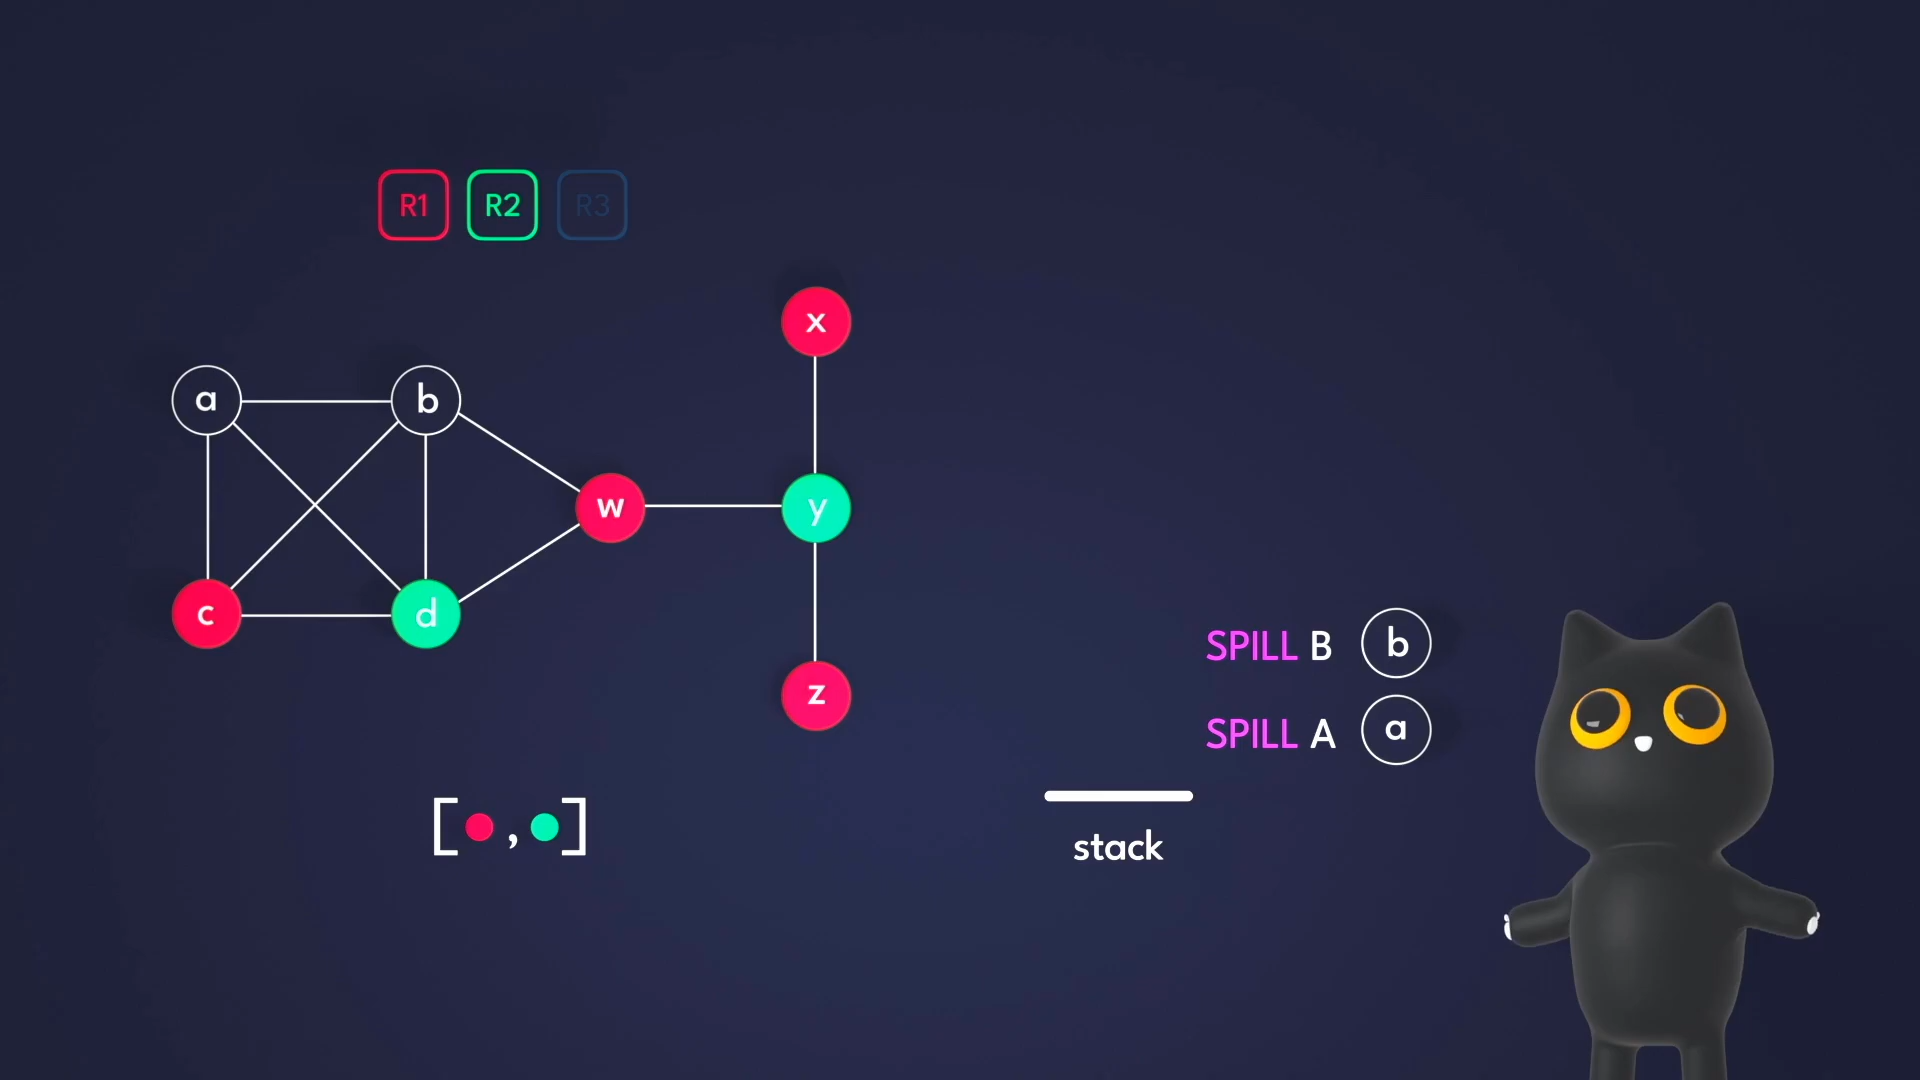 R1 R2 R3
x
a b
w y
c d
z
SPILL B b
SPILL A a
[ , ]
stack